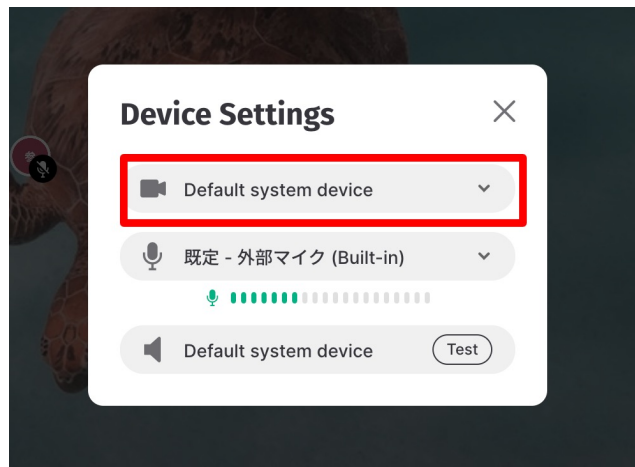 Device Settings
Default system device
既定 - 外部マイク (Built-in)
Default system device
Test